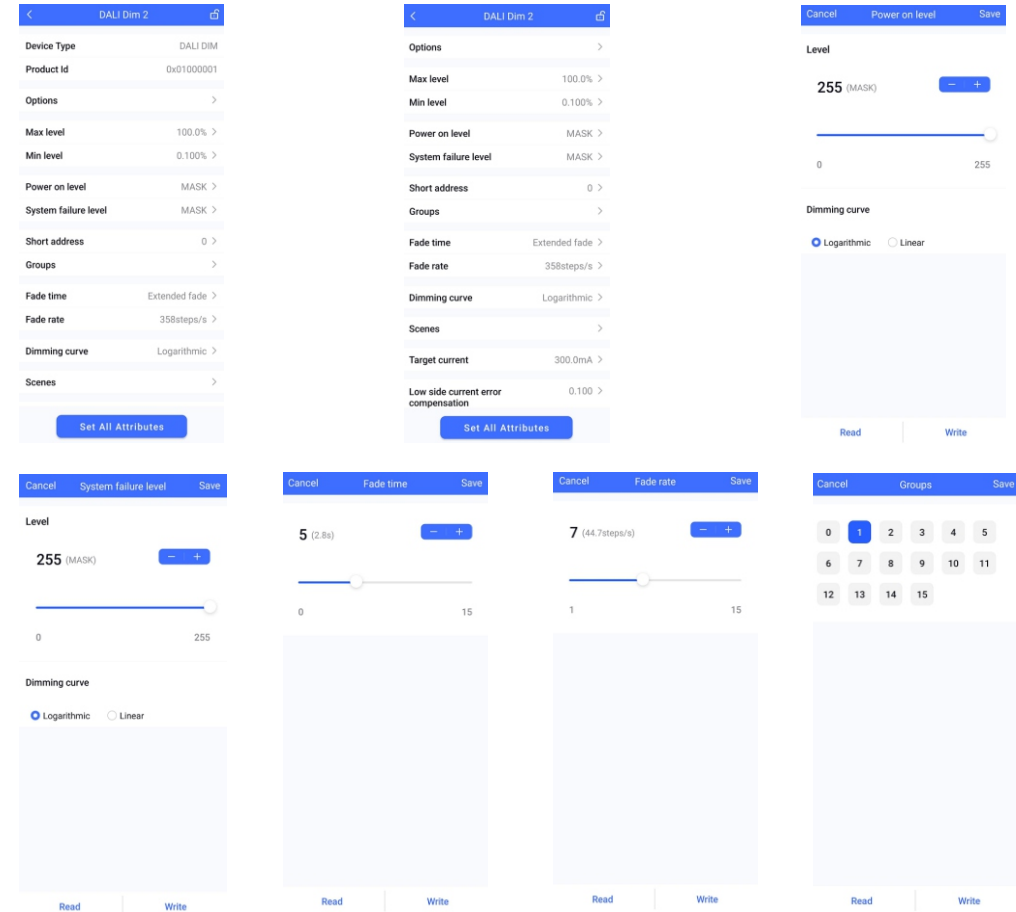 DALI Dim 2
Device Type DALI DIM
Product Id 0x01000001
Options
Max level 100.0%
Min level 0.100%
Power on level MASK
System failure level MASK
Short address 0
Groups
Fade time Extended fade
Fade rate 358steps/s
Dimming curve Logarithmic
Scenes
Set All Attributes
DALI Dim 2
Options
Max level 100.0%
Min level 0.100%
Power on level MASK
System failure level MASK
Short address 0
Groups
Fade time Extended fade
Fade rate 358steps/s
Dimming curve Logarithmic
Scenes
Target current 300.0mA
Low side current error 0.100
compensation
Set All Attributes
Cancel Power on level Save
Level
255 (MASK) - +
0 255
Dimming curve
Logarithmic Linear
Read Write
Cancel System failure level Save
Level
255 (MASK) - +
0 255
Dimming curve
Logarithmic Linear
Read Write
Cancel Fade time Save
5 (2.8s) - +
0 15
Read Write
Cancel Fade rate Save
7 (44.7steps/s) - +
1 15
Read Write
Cancel Groups Save
0 1 2 3 4 5
6 7 8 9 10 11
12 13 14 15
Read Write